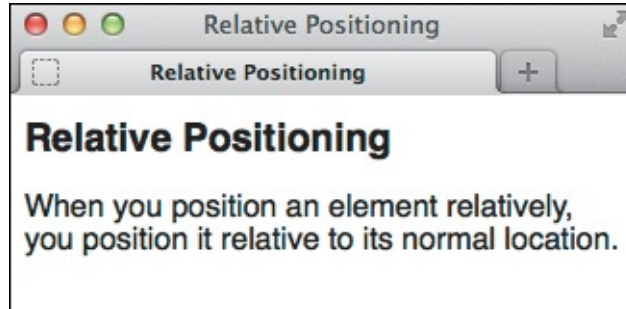 Relative Positioning
Relative Positioning
Relative Positioning
When you position an element relatively,
you position it relative to its normal location.